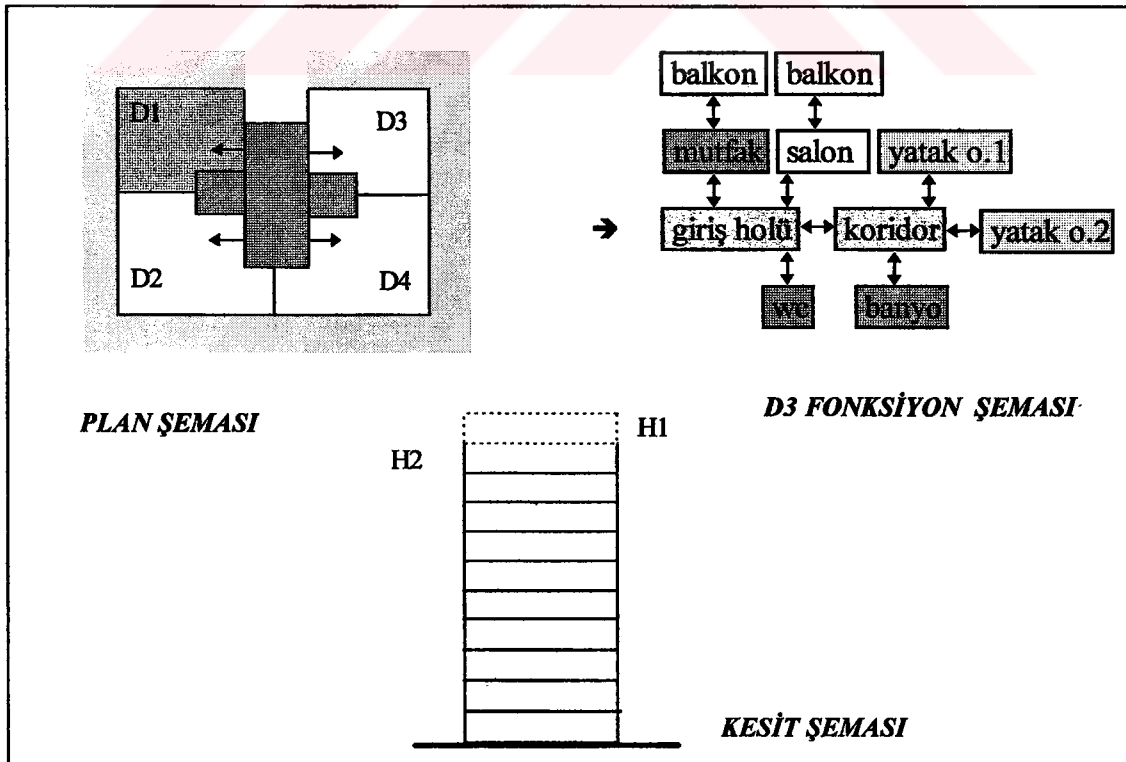 balkon balkon
D1 D3
mutfak salon yatak o.1
giriş holü koridor yatak o.2
D2 D4
wc banyo
PLAN ŞEMASI
D3 FONKSİYON ŞEMASI
H1
H2
KESİT ŞEMASI